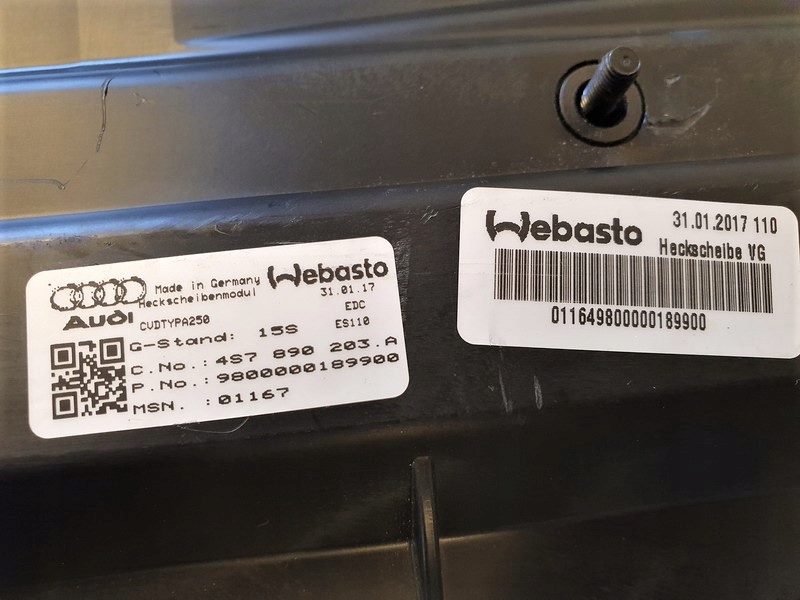 Made in Germany
Heckscheibenmodul
Webasto
AUDI
CVDTYPA250
31.01.17
EDC
G-Stand: 15S
ES110
C.No.: 4S7 890 203.A
P.No.: 9800000189900
MSN. : 01167
Webasto
31.01.2017 110
Heckscheibe VG
011649800000189900